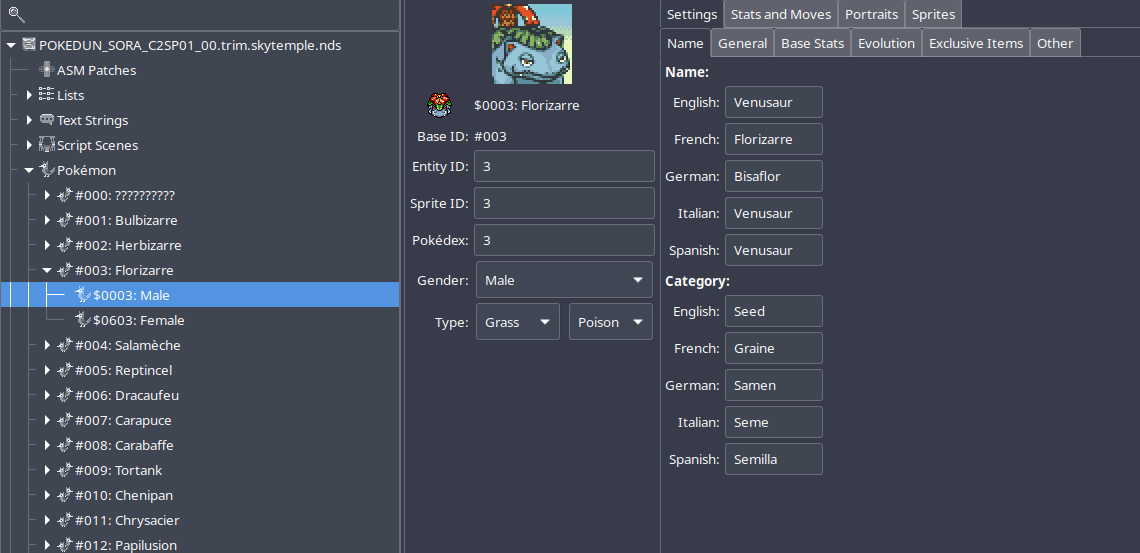 POKEDUN_SORA_C2SP01_00.trim.skytemple.nds
ASM Patches
Lists
Text Strings
Script Scenes
Pokémon
#000: ??????????
#001: Bulbizarre
#002: Herbizarre
#003: Florizarre
$0003: Male
$0603: Female
#004: Salamèche
#005: Reptincel
#006: Dracaufeu
#007: Carapuce
#008: Carabaffe
#009: Tortank
#010: Chenipan
#011: Chrysacier
#012: Papilusion
$0003: Florizarre
Base ID: #003
Entity ID: 3
Sprite ID: 3
Pokédex: 3
Gender: Male
Type: Grass Poison
Settings Stats and Moves Portraits Sprites
Name General Base Stats Evolution Exclusive Items Other
Name:
English: Venusaur
French: Florizarre
German: Bisaflor
Italian: Venusaur
Spanish: Venusaur
Category:
English: Seed
French: Graine
German: Samen
Italian: Seme
Spanish: Semilla